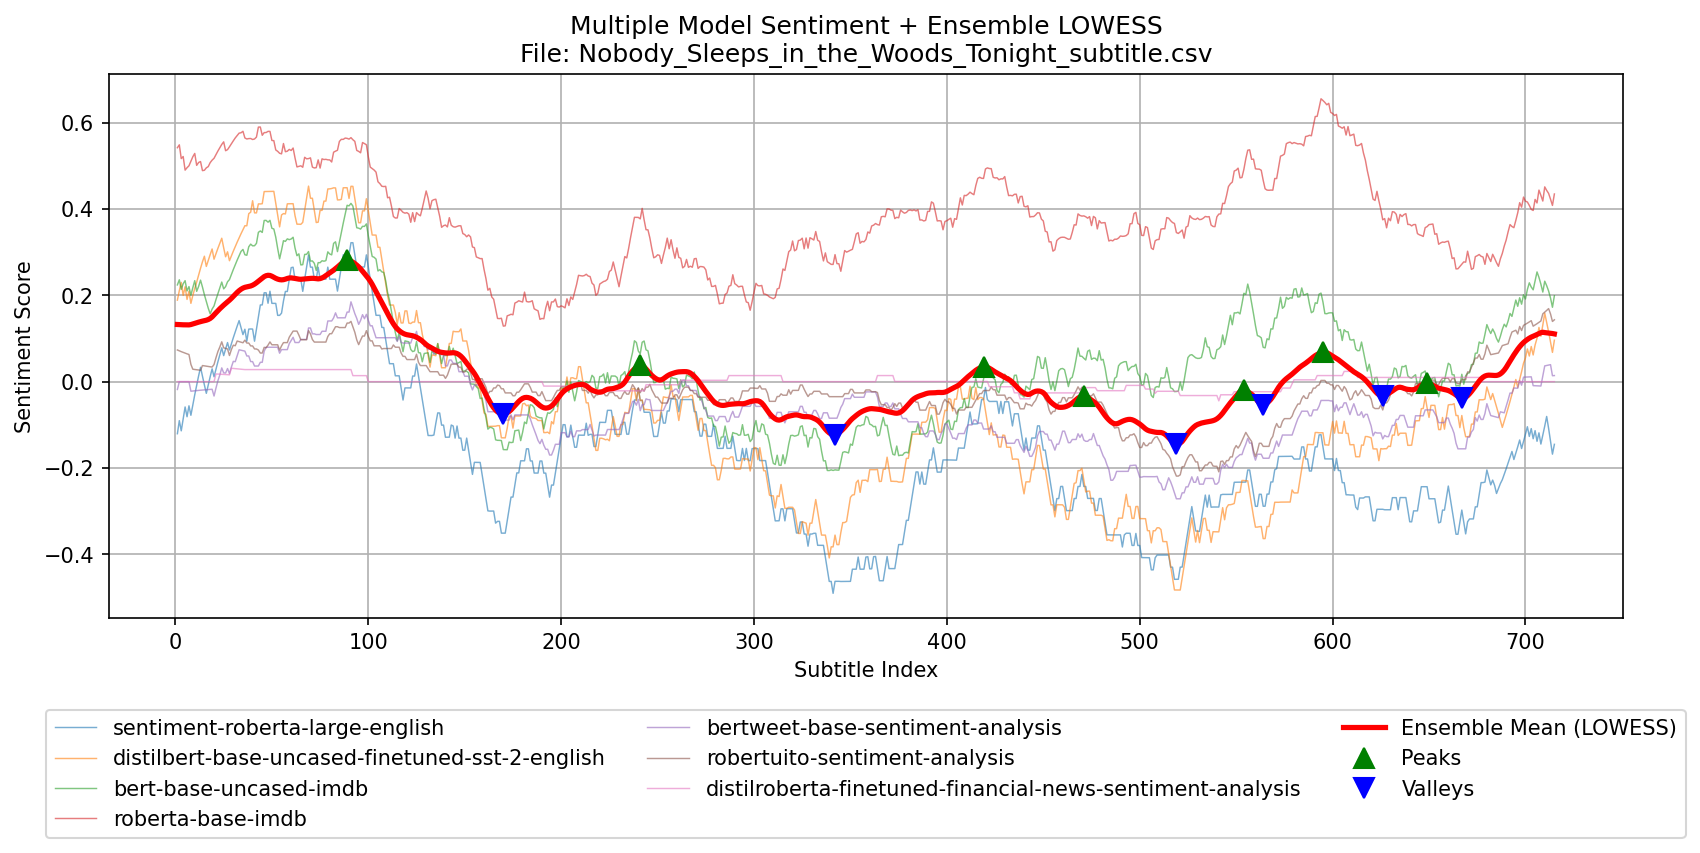 Multiple Model Sentiment + Ensemble LOWESS
File: Nobody_Sleeps_in_the_Woods_Tonight_subtitle.csv
Sentiment Score
0.6
0.4
0.2
0.0
−0.2
−0.4
0 100 200 300 400 500 600 700
Subtitle Index
sentiment-roberta-large-english
distilbert-base-uncased-finetuned-sst-2-english
bert-base-uncased-imdb
roberta-base-imdb
bertweet-base-sentiment-analysis
robertuito-sentiment-analysis
distilroberta-finetuned-financial-news-sentiment-analysis
Ensemble Mean (LOWESS)
Peaks
Valleys